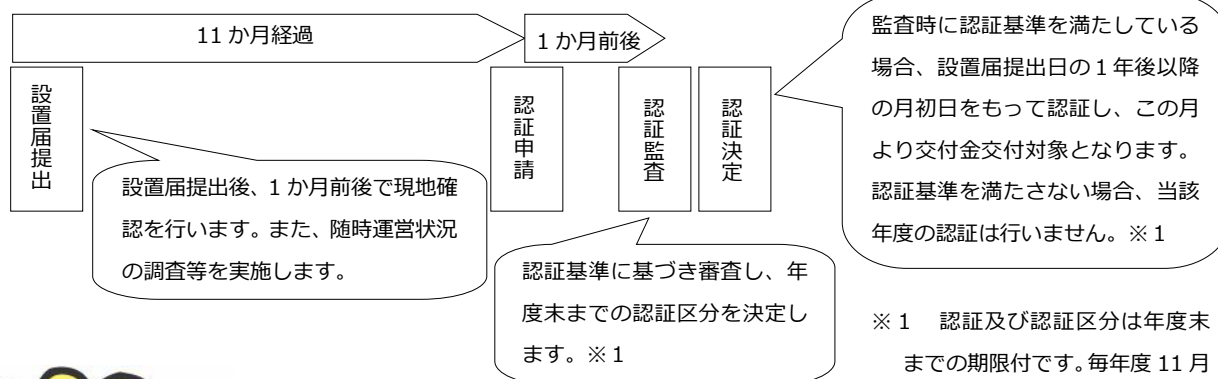 11 か月経過
1 か月前後
設置届提出
認証申請
認証監査
認証決定
設置届提出後、1 か月前後で現地確
認を行います。また、随時運営状況
の調査等を実施します。
認証基準に基づき審査し、年
度末までの認証区分を決定し
ます。※1
監査時に認証基準を満たしている
場合、設置届提出日の１年後以降
の月初日をもって認証し、この月
より交付金交付対象となります。
認証基準を満たさない場合、当該
年度の認証は行いません。※1
※１　認証及び認証区分は年度末
までの期限付です。毎年度 11 月